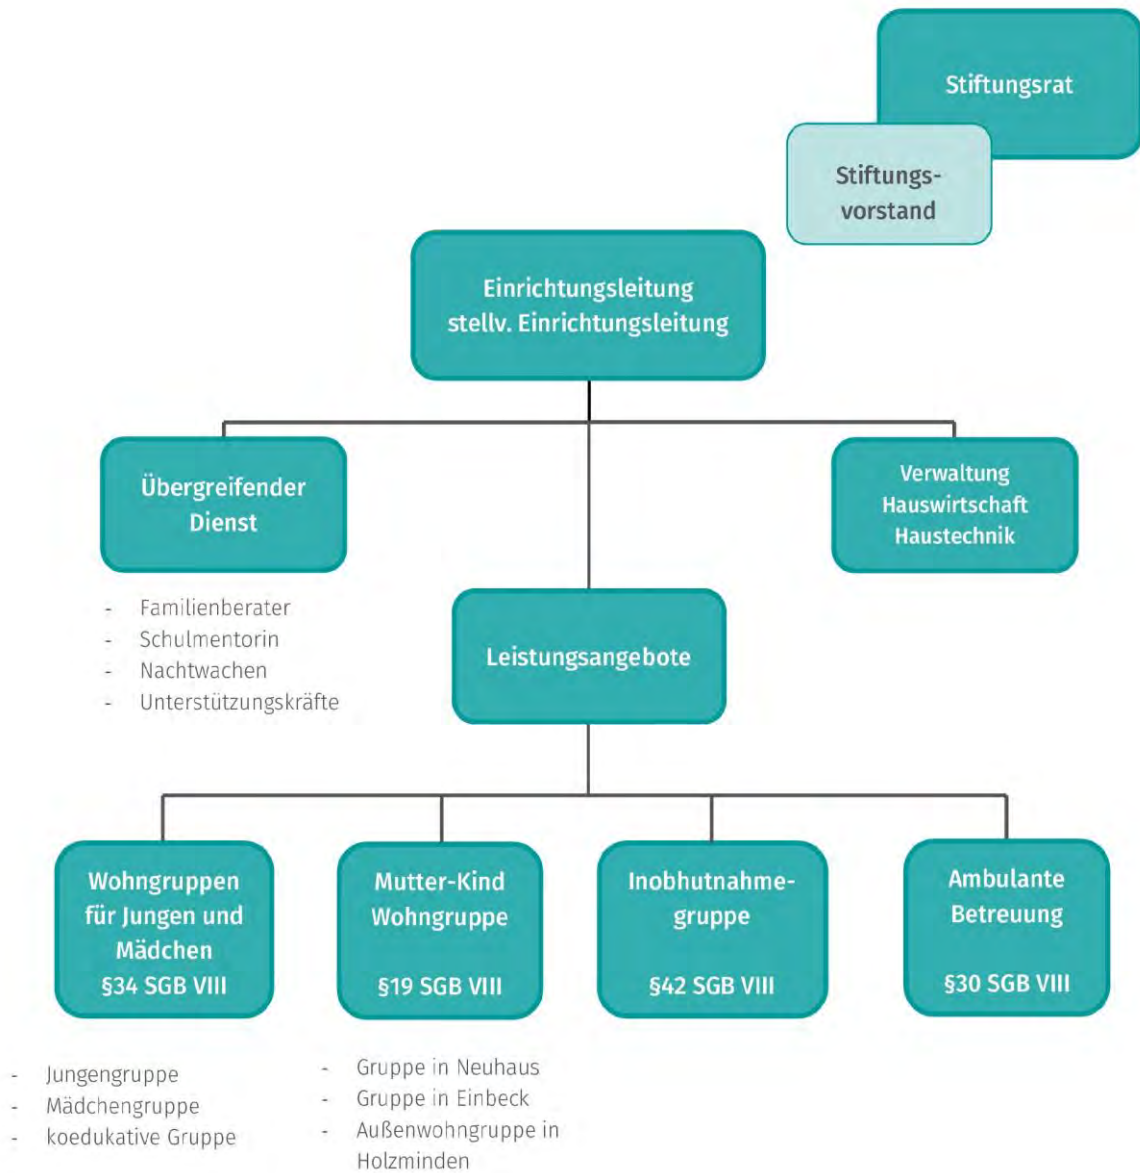 Stiftungsrat
Stiftungs-
vorstand
Einrichtungsleitung
stellv. Einrichtungsleitung
Übergreifender
Dienst
- Familienberater
- Schulmentorin
- Nachtwachen
- Unterstützungskräfte
Verwaltung
Hauswirtschaft
Haustechnik
Leistungsangebote
Wohngruppen
für Jungen und
Mädchen
§34 SGB VIII
- Jungengruppe
- Mädchengruppe
- koedukative Gruppe
Mutter-Kind
Wohngruppe
§19 SGB VIII
- Gruppe in Neuhaus
- Gruppe in Einbeck
- Außenwohngruppe in
Holzminden
Inobhutnahme-
gruppe
§42 SGB VIII
Ambulante
Betreuung
§30 SGB VIII